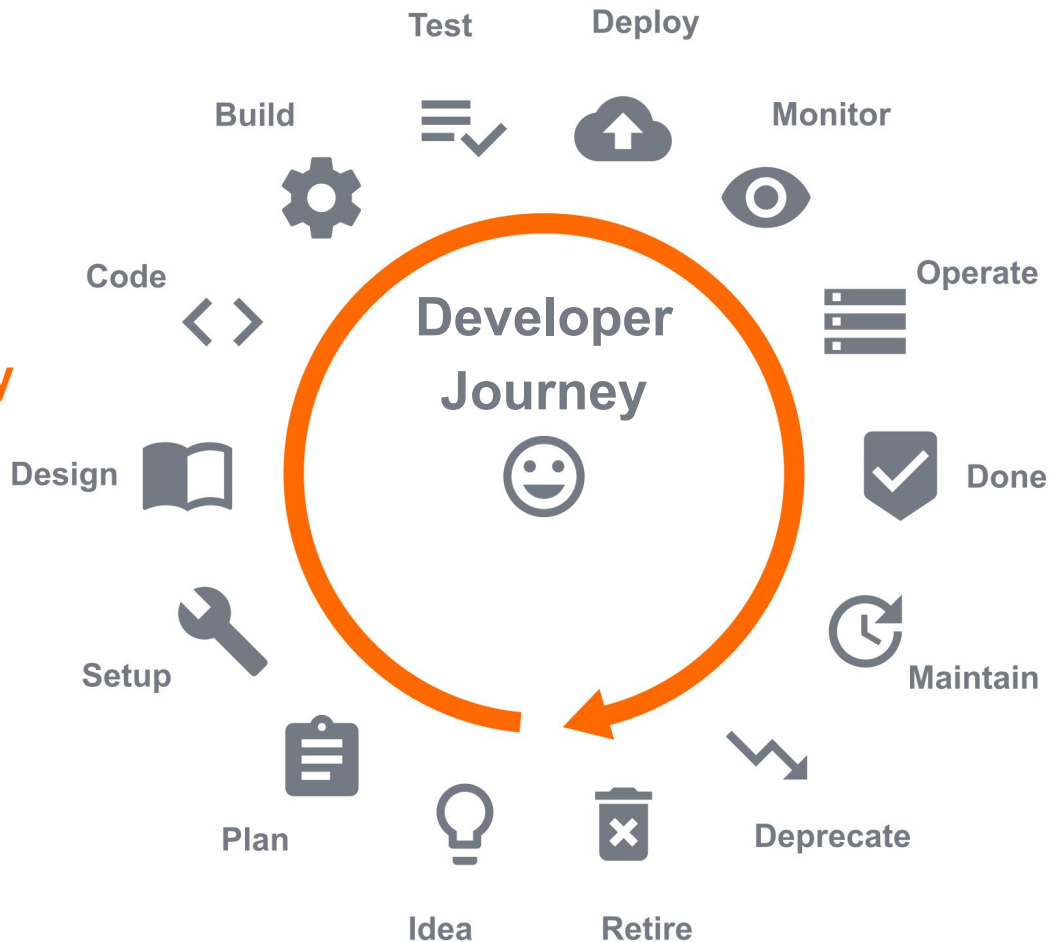 Test
Deploy
Build
Monitor
Code
Operate
Developer
Journey
Design
Done
Setup
Maintain
Plan
Deprecate
Idea
Retire